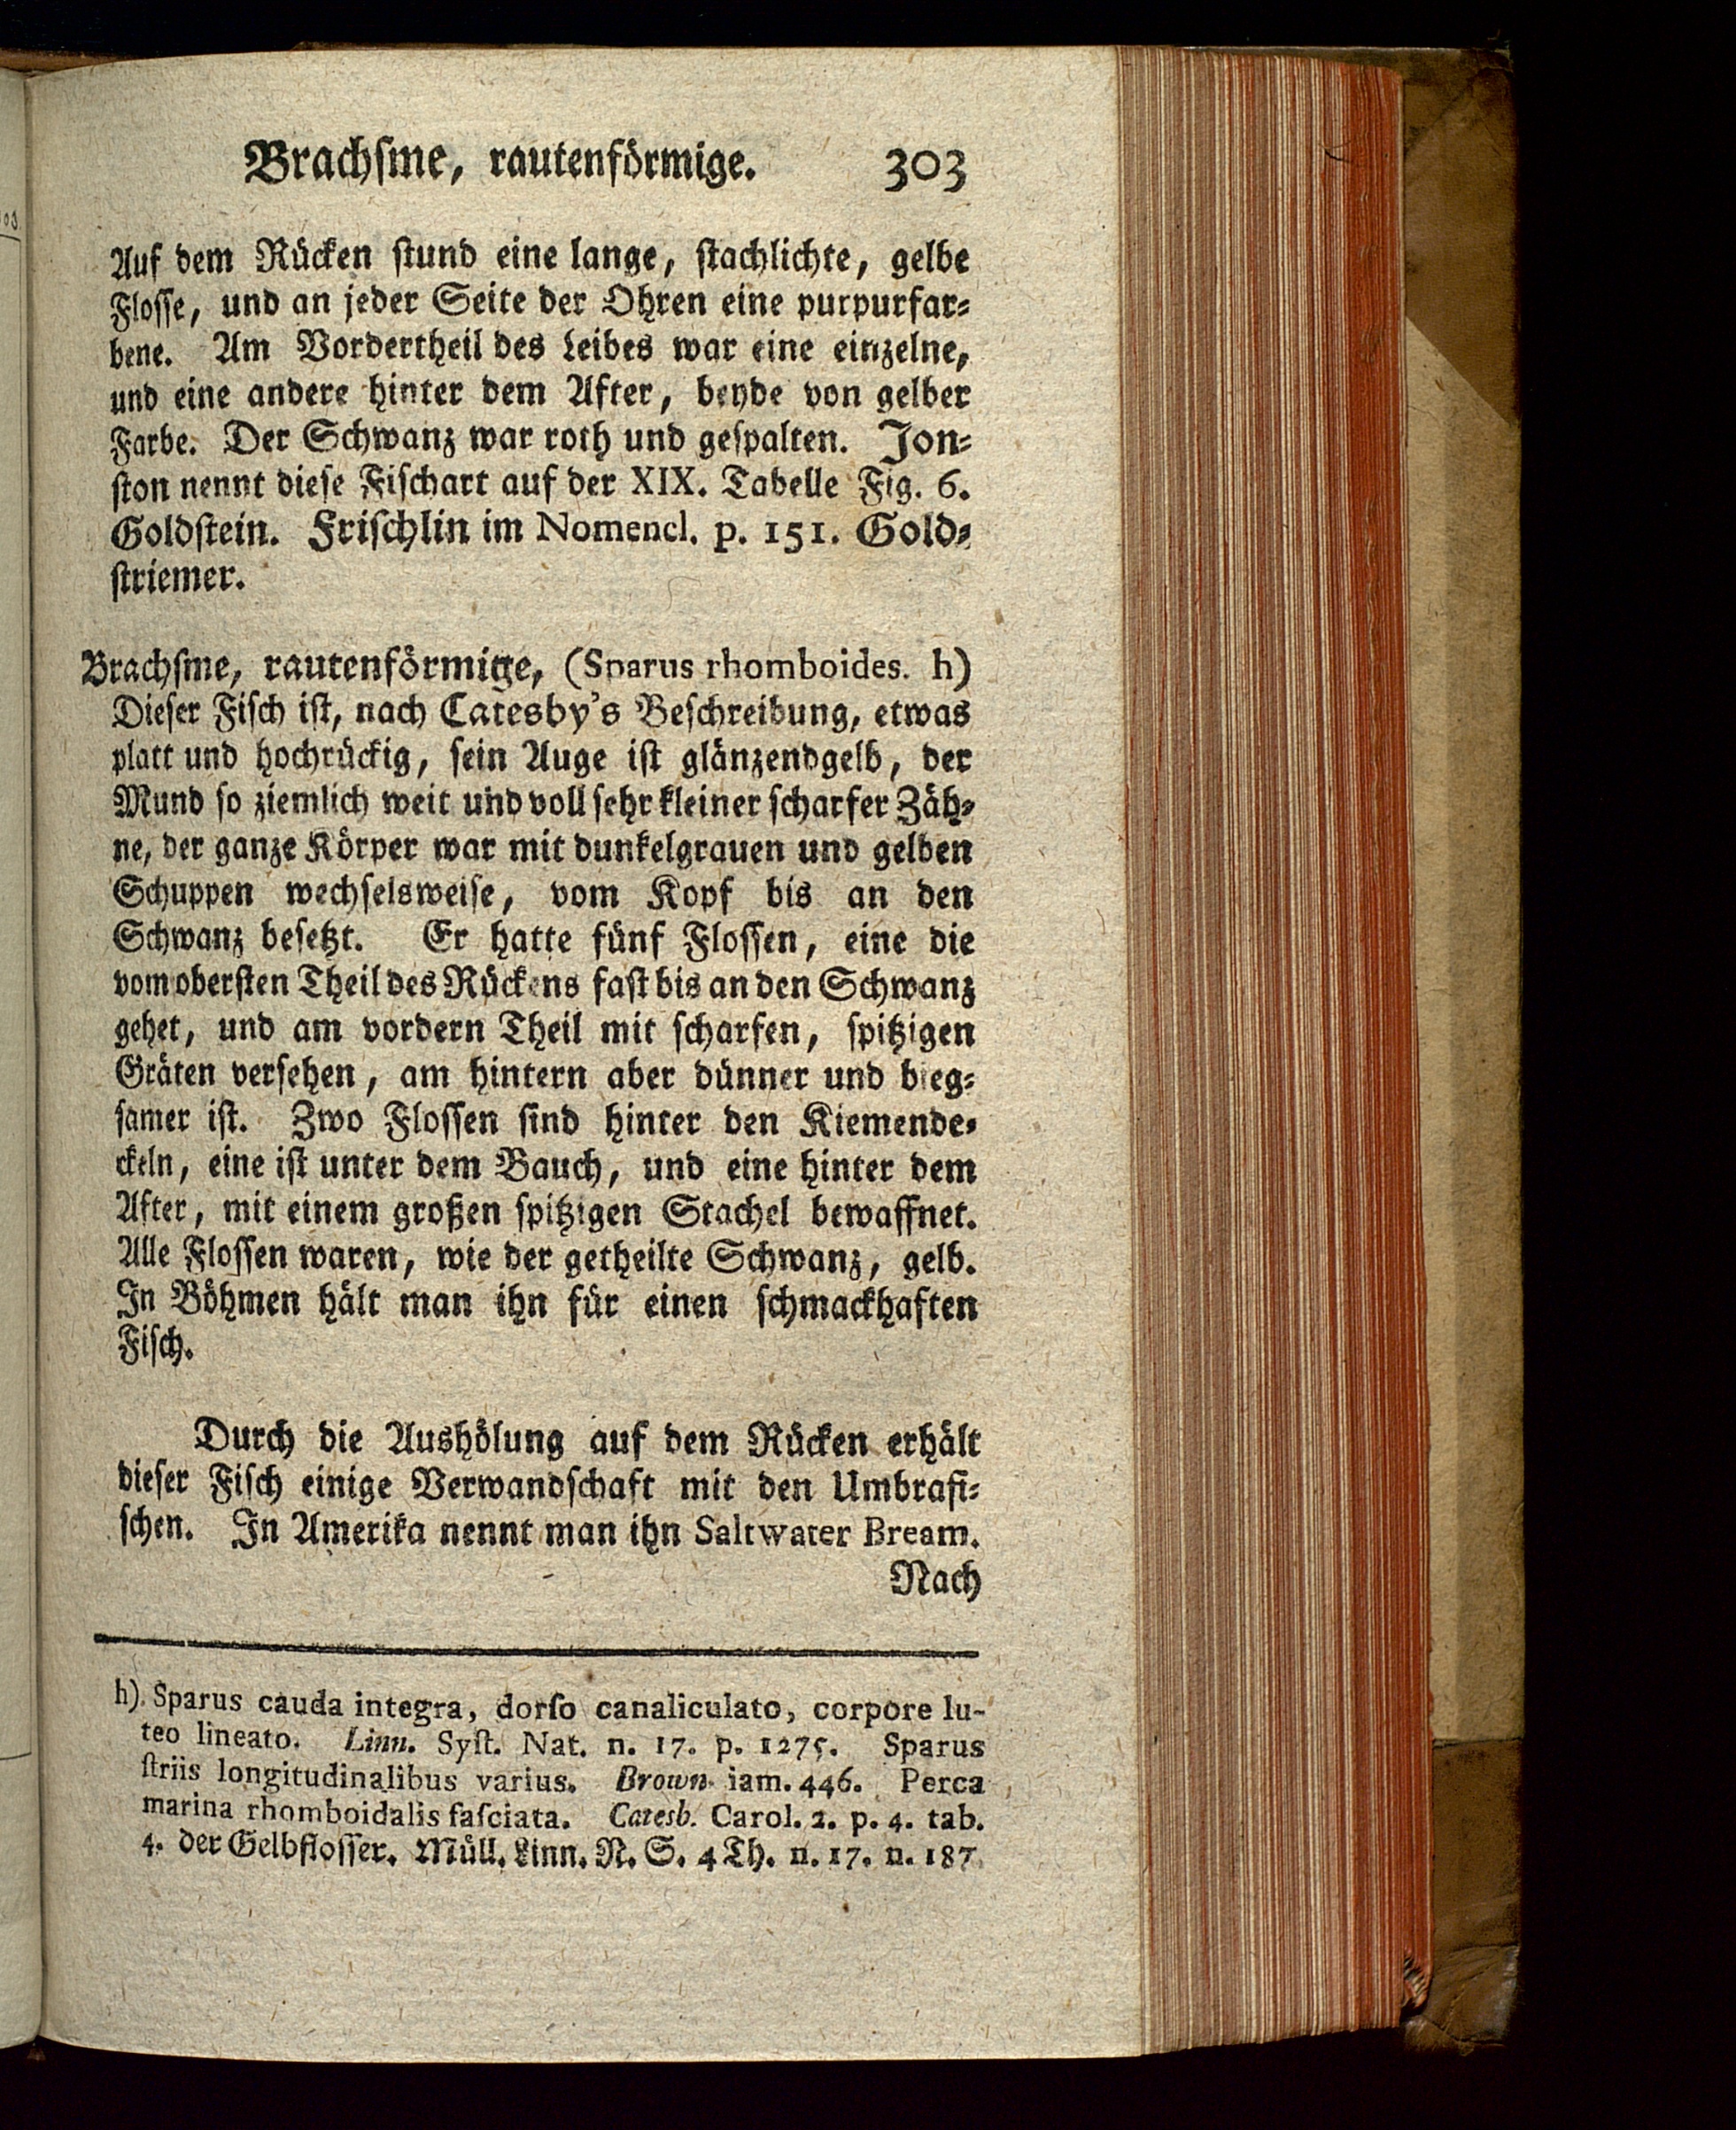 Brachsme, rautenförmige. 303
Auf dem Rücken stund eine lange, stachlichte, gelbe
Flosse, und an jeder Seite der Ohren eine purpurfar-
bene. Am Vordertheil des Leibes war eine einzelne,
und eine andere hinter dem After, beyde von gelber
Farbe. Der Schwanz war roth und gespalten. Jon-
ston nennt diese Fischart auf der XIX. Tabelle Fig. 6.
Goldstein. Frischlin im Nomencl. p. 151. Gold-
striemer.
Brachsme, rautenförmige, (Sparus rhomboides. h)
Dieser Fisch ist, nach Catesby's Beschreibung, etwas
platt und hochrückig, sein Auge ist glänzendgelb, der
Mund so ziemlich weit und voll sehr kleiner scharfer Zäh-
ne, der ganze Körper war mit dunkelgrauen und gelben
Schuppen wechselsweise, vom Kopf bis an den
Schwanz besetzt. Er hatte fünf Flossen, eine die
vom obersten Theil des Rückens fast bis an den Schwanz
gehet, und am vordern Theil mit scharfen, spitzigen
Gräten versehen, am hintern aber dünner und bieg-
samer ist. Zwo Flossen sind hinter den Kiemende-
ckeln, eine ist unter dem Bauch, und eine hinter dem
After, mit einem großen spitzigen Stachel bewaffnet.
Alle Flossen waren, wie der getheilte Schwanz, gelb.
In Böhmen hält man ihn für einen schmackhaften
Fisch.
Durch die Aushölung auf dem Rücken erhält
dieser Fisch einige Verwandschaft mit den Umbrafi-
schen. In Amerika nennt man ihn Saltwater Bream.
Nach
h) Sparus cauda integra, dorſo canaliculato, corpore lu-
teo lineato. Linn. Syſt. Nat. n. 17. p. 1275. Sparus
ſtriis longitudinalibus varius. Brown. iam. 446. Perca
marina rhomboidalis faſciata. Catesb. Carol. 2. p. 4. tab.
4. der Gelbflosser. Müll. Linn. N. S. 4 Th. n. 17. n. 187